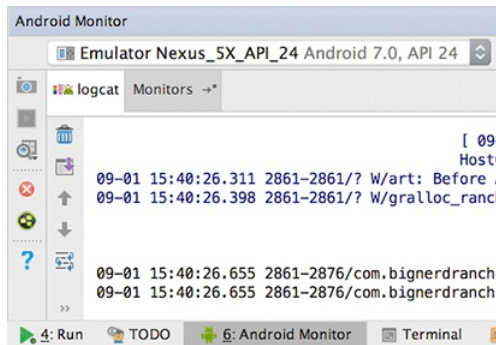 Android Monitor
Emulator Nexus_5X_API_24 Android 7.0, API 24
logcat Monitors
[ 09-
Host
09-01 15:40:26.311 2861-2861/? W/art: Before
09-01 15:40:26.398 2861-2861/? W/gralloc_ranc
09-01 15:40:26.655 2861-2876/com.bignerdranch
09-01 15:40:26.655 2861-2876/com.bignerdranch
4: Run TODO 6: Android Monitor Terminal